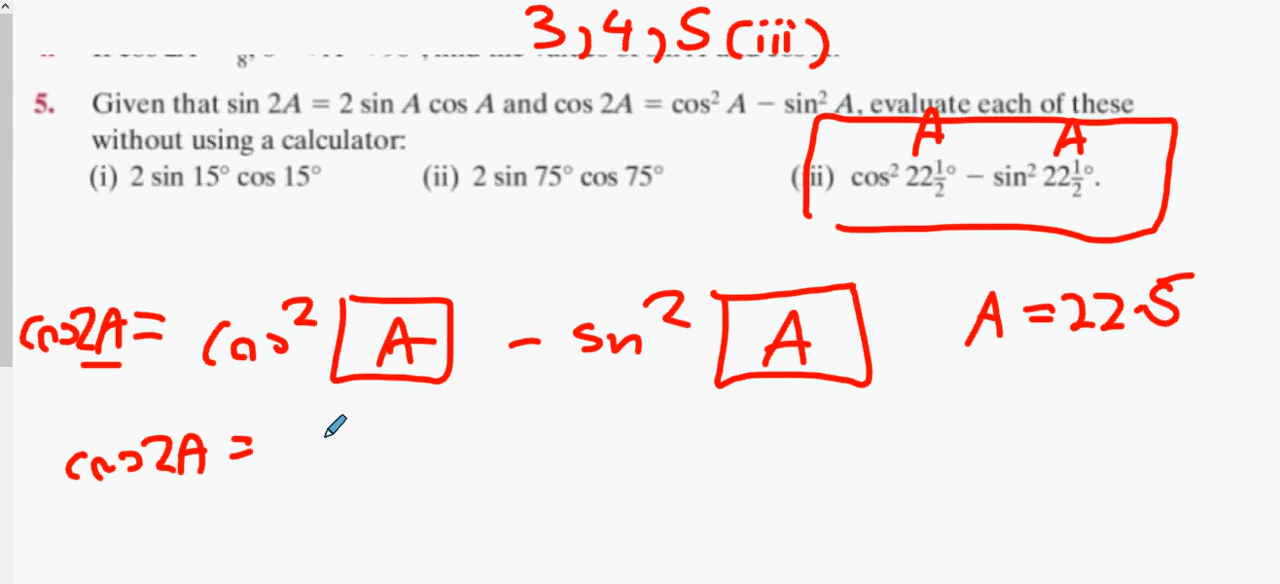 3, 4, 5 (iii)
5. Given that sin 2A = 2 sin A cos A and cos 2A = cos² A − sin² A, evaluate each of these
without using a calculator:
A A
(i) 2 sin 15° cos 15° (ii) 2 sin 75° cos 75° (iii) cos² 22½° − sin² 22½°.
cos2A = cos² A − sin² A A = 22.5
cos2A =